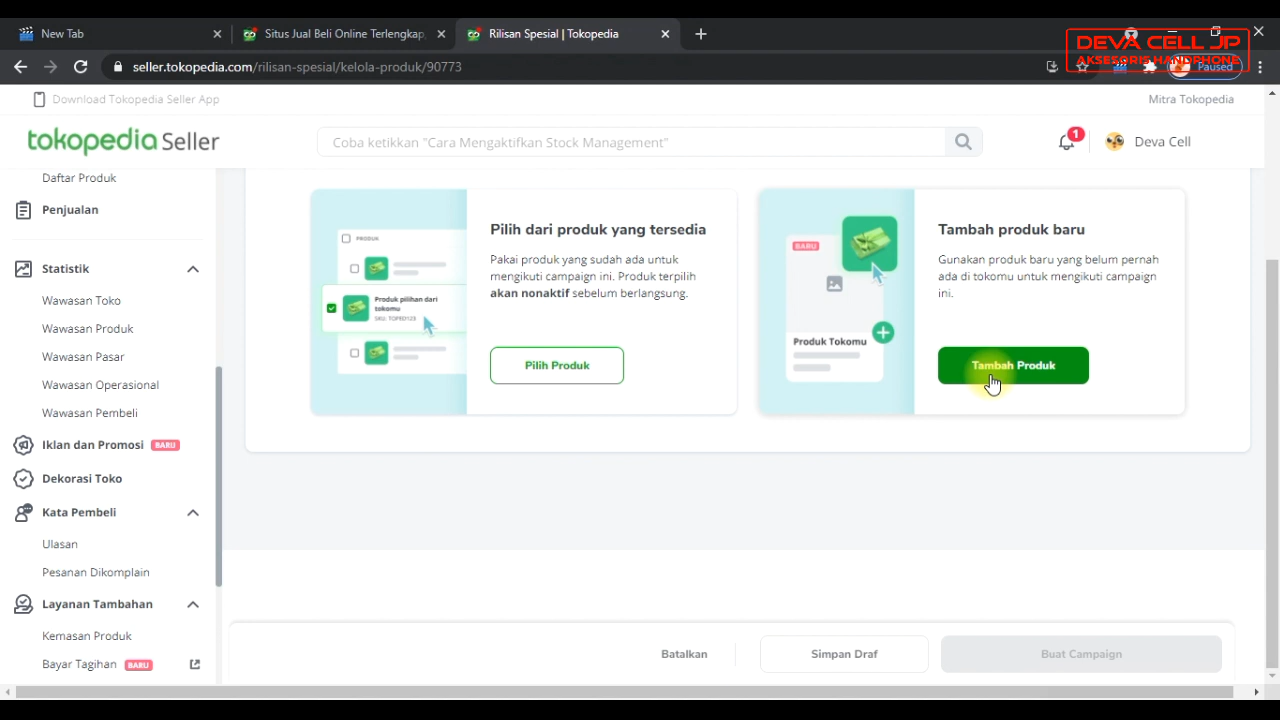 New Tab
Situs Jual Beli Online Terlengkap,
Rilisan Spesial | Tokopedia
DEVA CELL JP
AKSESORIS HANDPHONE
seller.tokopedia.com/rilisan-spesial/kelola-produk/90773
Paused
Download Tokopedia Seller App
Mitra Tokopedia
tokopedia Seller
Coba ketikkan "Cara Mengaktifkan Stock Management"
1
Deva Cell
Daftar Produk
Penjualan
Statistik
Wawasan Toko
Wawasan Produk
Wawasan Pasar
Wawasan Operasional
Wawasan Pembeli
Iklan dan Promosi BARU
Dekorasi Toko
Kata Pembeli
Ulasan
Pesanan Dikomplain
Layanan Tambahan
Kemasan Produk
Bayar Tagihan BARU
PRODUK
Produk pilihan dari
tokomu
SKU: TOPED123
Pilih dari produk yang tersedia
Pakai produk yang sudah ada untuk
mengikuti campaign ini. Produk terpilih
akan nonaktif sebelum berlangsung.
Pilih Produk
BARU
Produk Tokomu
Tambah produk baru
Gunakan produk baru yang belum pernah
ada di tokomu untuk mengikuti campaign
ini.
Tambah Produk
Batalkan
Simpan Draf
Buat Campaign